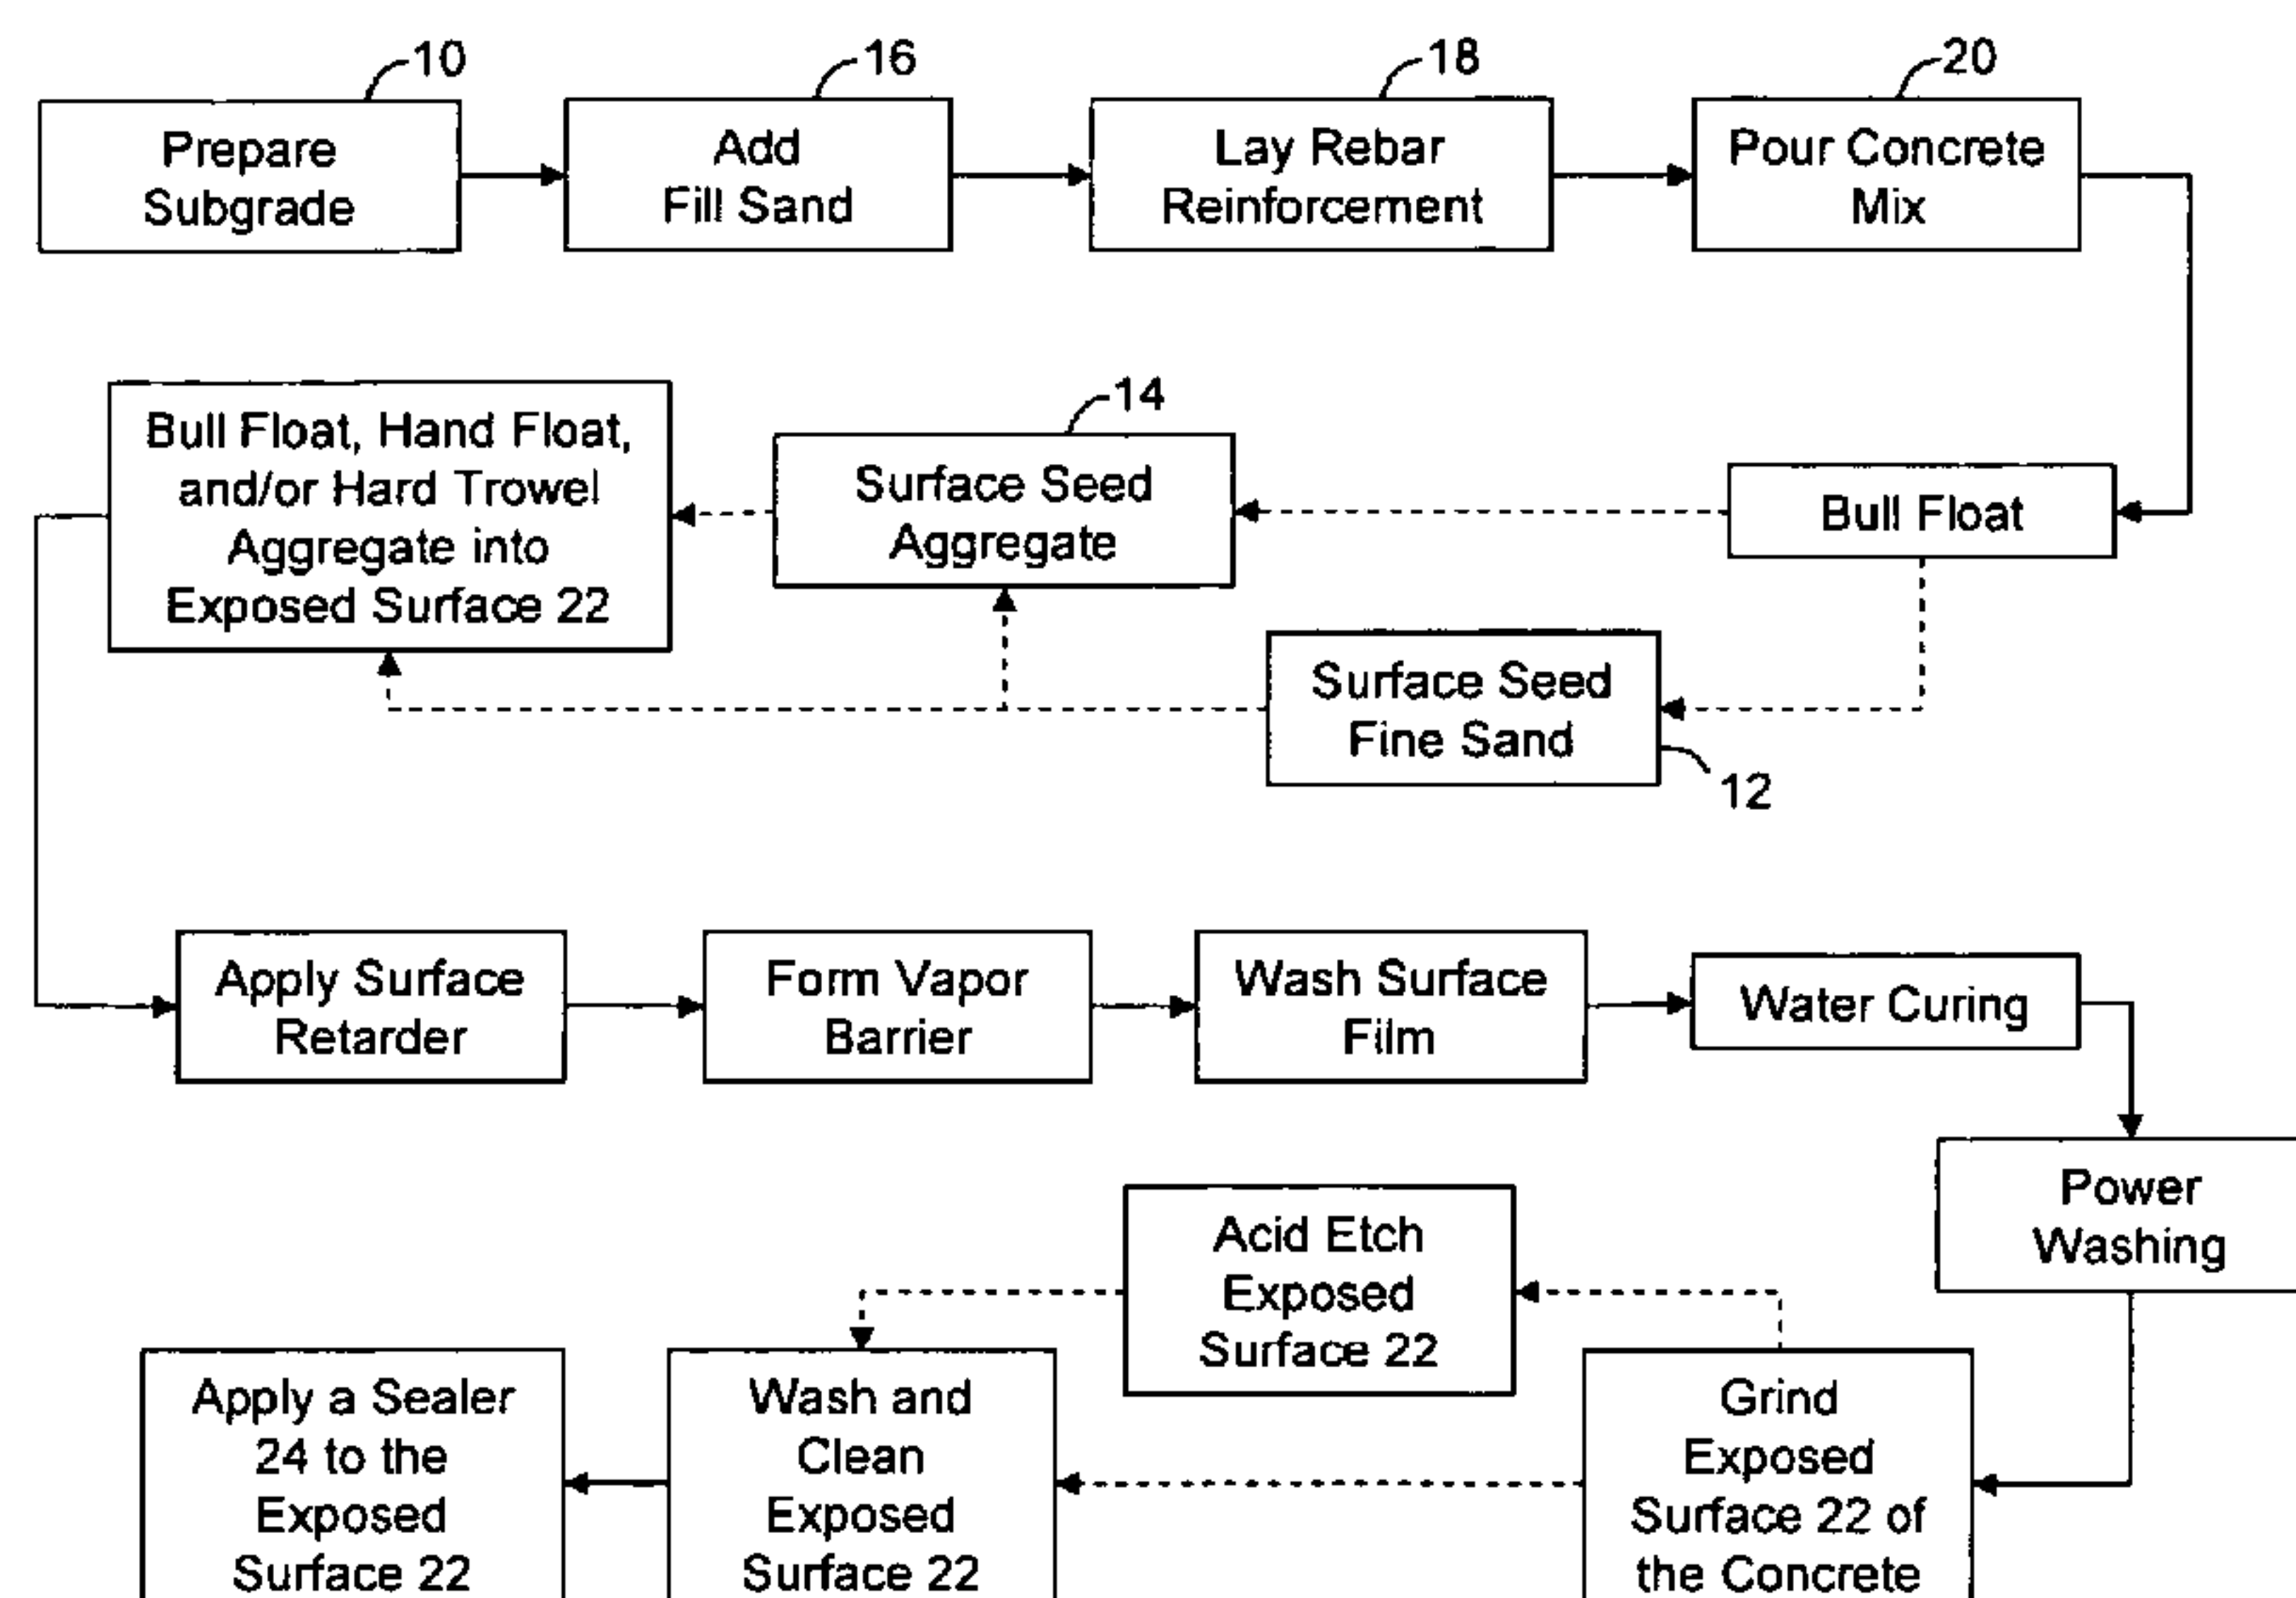 10
16
18
20
Prepare
Subgrade
Add
Fill Sand
Lay Rebar
Reinforcement
Pour Concrete
Mix
14
Bull Float, Hand Float,
and/or Hard Trowel
Aggregate into
Exposed Surface 22
Surface Seed
Aggregate
Bull Float
Surface Seed
Fine Sand
12
Apply Surface
Retarder
Form Vapor
Barrier
Wash Surface
Film
Water Curing
Power
Washing
Acid Etch
Exposed
Surface 22
Apply a Sealer
24 to the
Exposed
Surface 22
Wash and
Clean
Exposed
Surface 22
Grind
Exposed
Surface 22 of
the Concrete